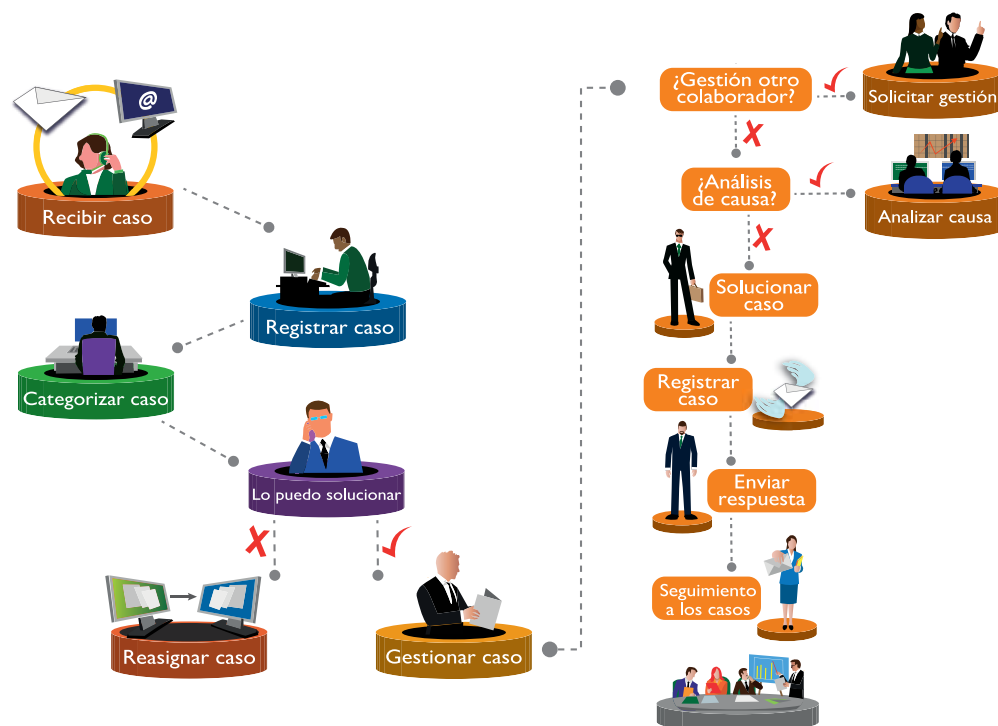 @
Recibir caso
Registrar caso
Categorizar caso
Lo puedo solucionar
Reasignar caso
Gestionar caso
¿Gestión otro
colaborador?
Solicitar gestión
¿Análisis
de causa?
Analizar causa
Solucionar
caso
Registrar
caso
Enviar
respuesta
Seguimiento
a los casos